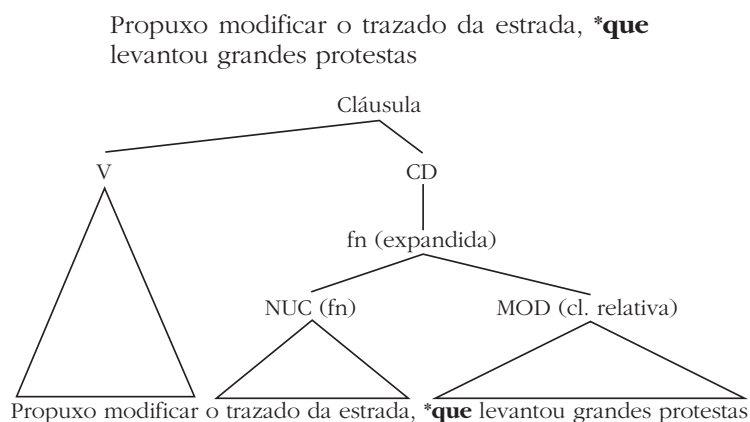 Propuxo modificar o trazado da estrada, *que
levantou grandes protestas
Cláusula
V
CD
fn (expandida)
NUC (fn)
MOD (cl. relativa)
Propuxo modificar o trazado da estrada, *que levantou grandes protestas